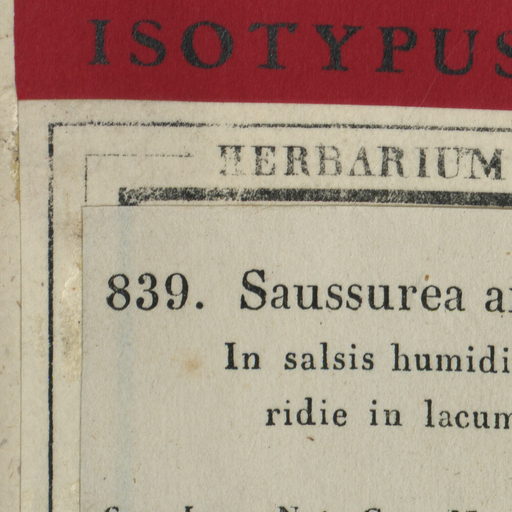 ISOTYPUS
HERBARIUM
839. Saussurea
In salsis humidi
ridie in lacum